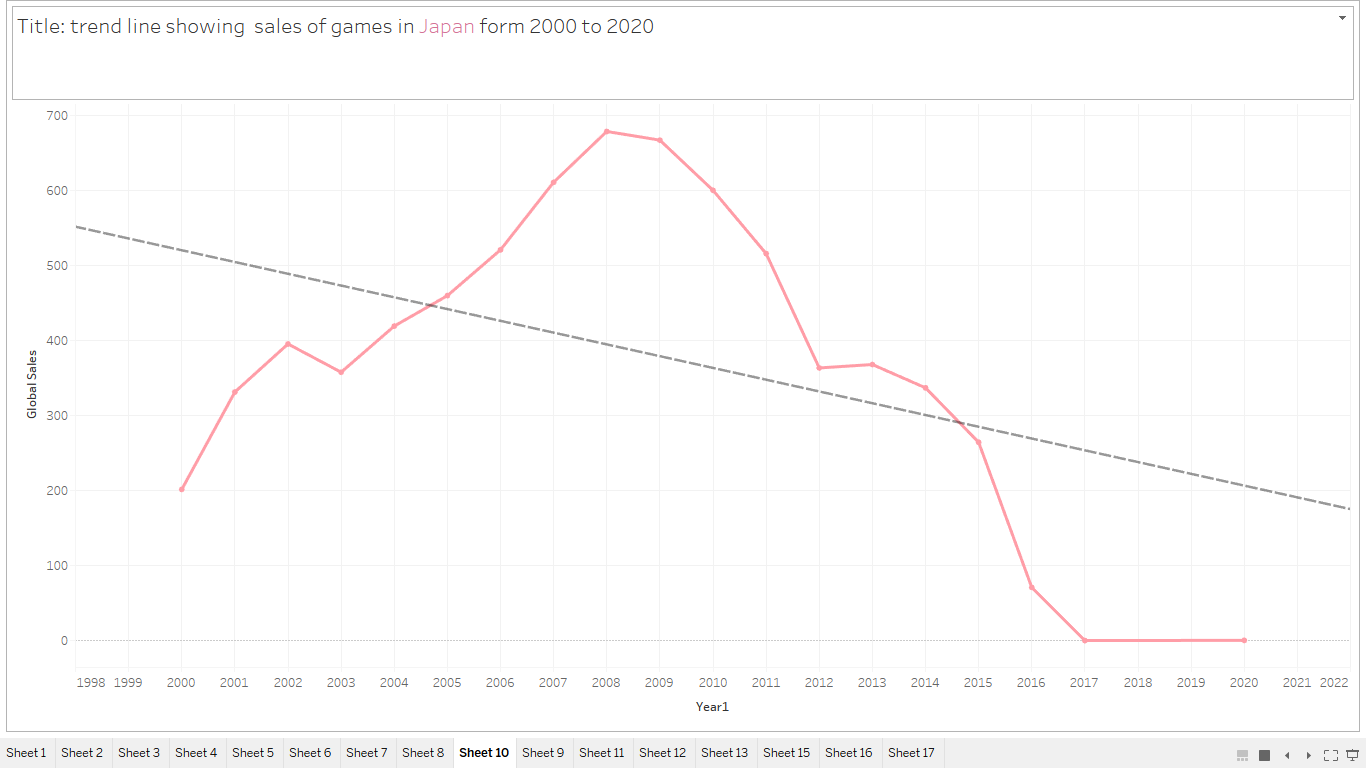 Title: trend line showing  sales of games in Japan form 2000 to 2020
700
600
500
400
300
200
100
0
Global Sales
1998 1999 2000 2001 2002 2003 2004 2005 2006 2007 2008 2009 2010 2011 2012 2013 2014 2015 2016 2017 2018 2019 2020 2021 2022
Year1
Sheet 1 Sheet 2 Sheet 3 Sheet 4 Sheet 5 Sheet 6 Sheet 7 Sheet 8 Sheet 10 Sheet 9 Sheet 11 Sheet 12 Sheet 13 Sheet 15 Sheet 16 Sheet 17